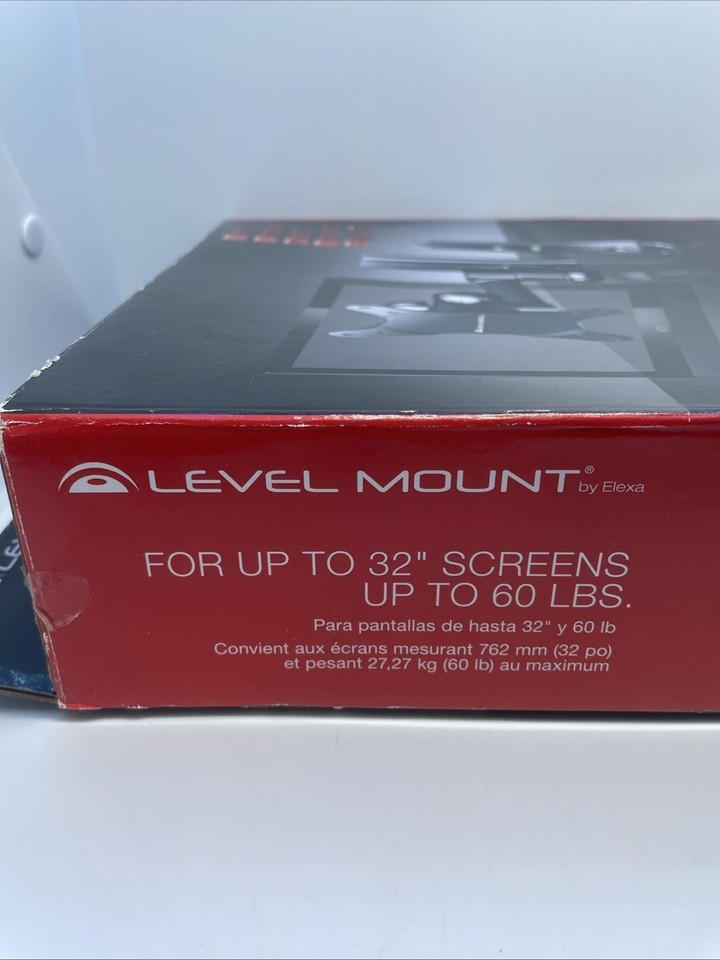 LEVEL MOUNT® by Elexa
FOR UP TO 32" SCREENS
UP TO 60 LBS.
Para pantallas de hasta 32" y 60 lb
Convient aux écrans mesurant 762 mm (32 po)
et pesant 27,27 kg (60 lb) au maximum